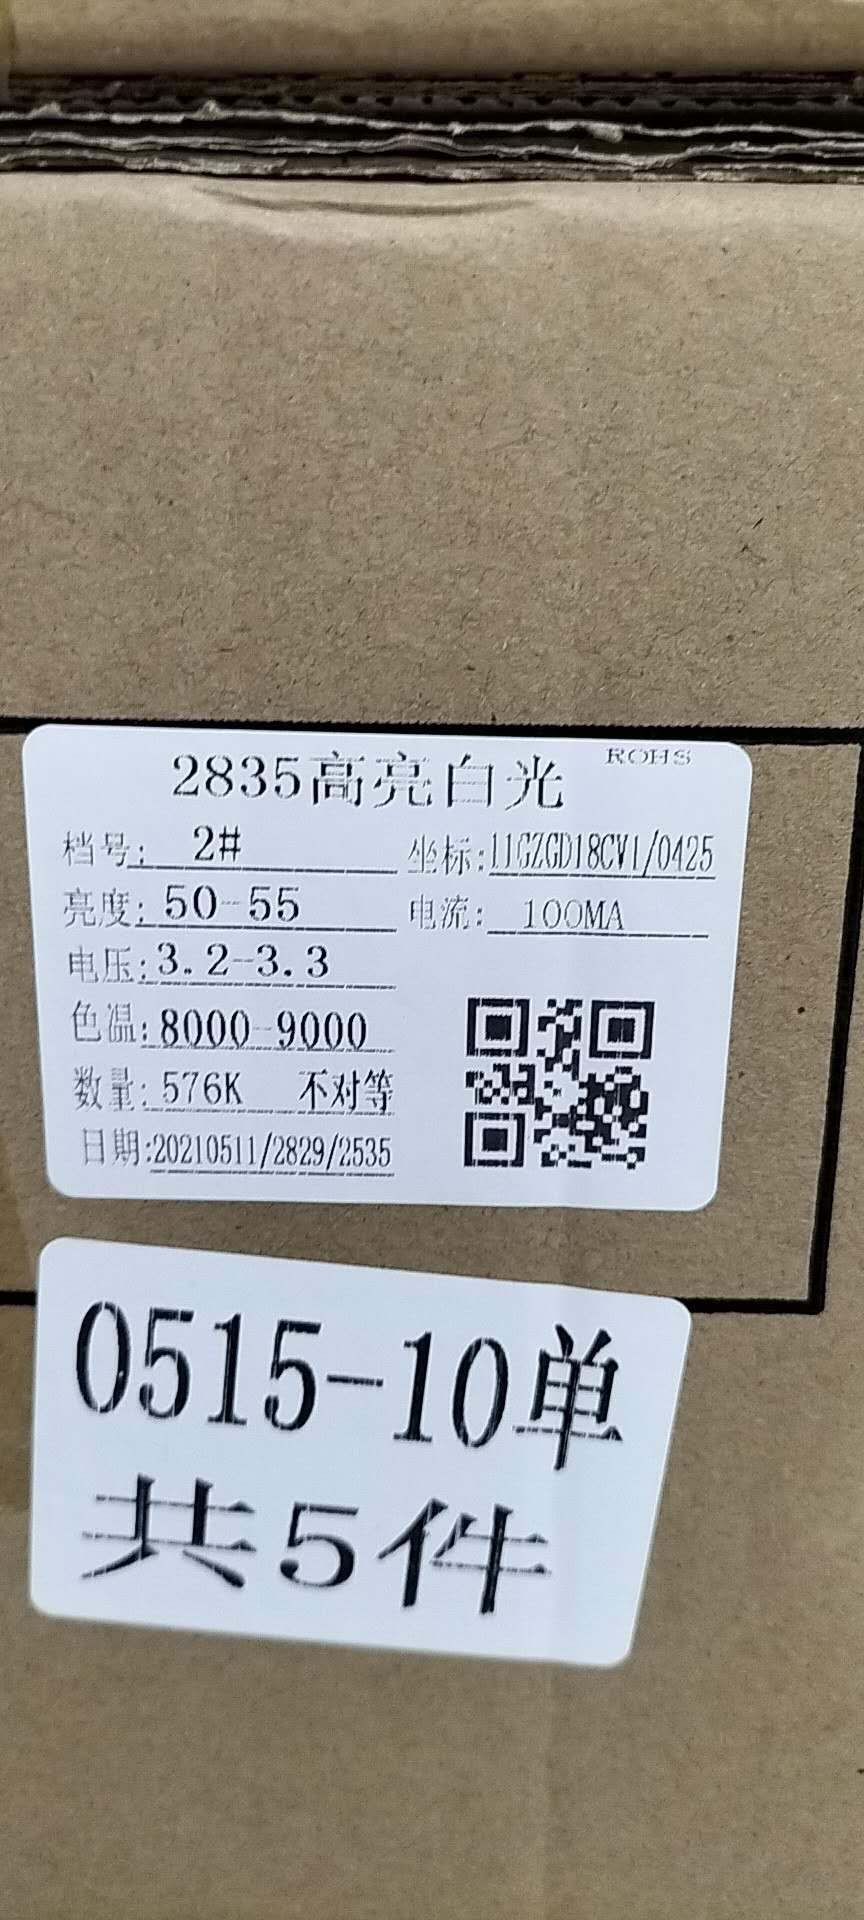 2835高亮白光 ROHS
档号: 2# 坐标:11GZGD18CV1/0425
亮度: 50-55 电流: 100MA
电压:3.2-3.3
色温:8000-9000
数量: 576K 不对等
日期:20210511/2829/2535
0515-10单
共5件